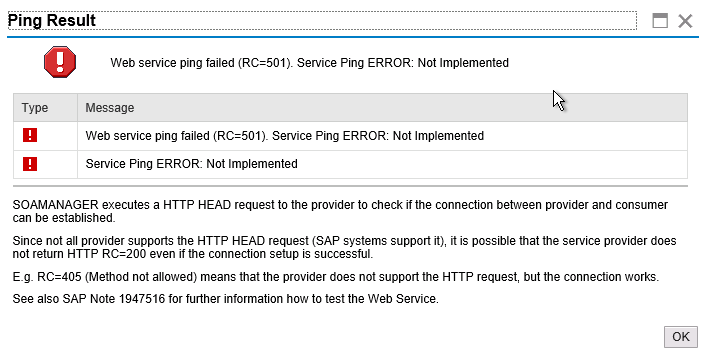 Ping Result
Web service ping failed (RC=501). Service Ping ERROR: Not Implemented
Type Message
Web service ping failed (RC=501). Service Ping ERROR: Not Implemented
Service Ping ERROR: Not Implemented
SOAMANAGER executes a HTTP HEAD request to the provider to check if the connection between provider and consumer
can be established.
Since not all provider supports the HTTP HEAD request (SAP systems support it), it is possible that the service provider does
not return HTTP RC=200 even if the connection setup is successful.
E.g. RC=405 (Method not allowed) means that the provider does not support the HTTP request, but the connection works.
See also SAP Note 1947516 for further information how to test the Web Service.
OK